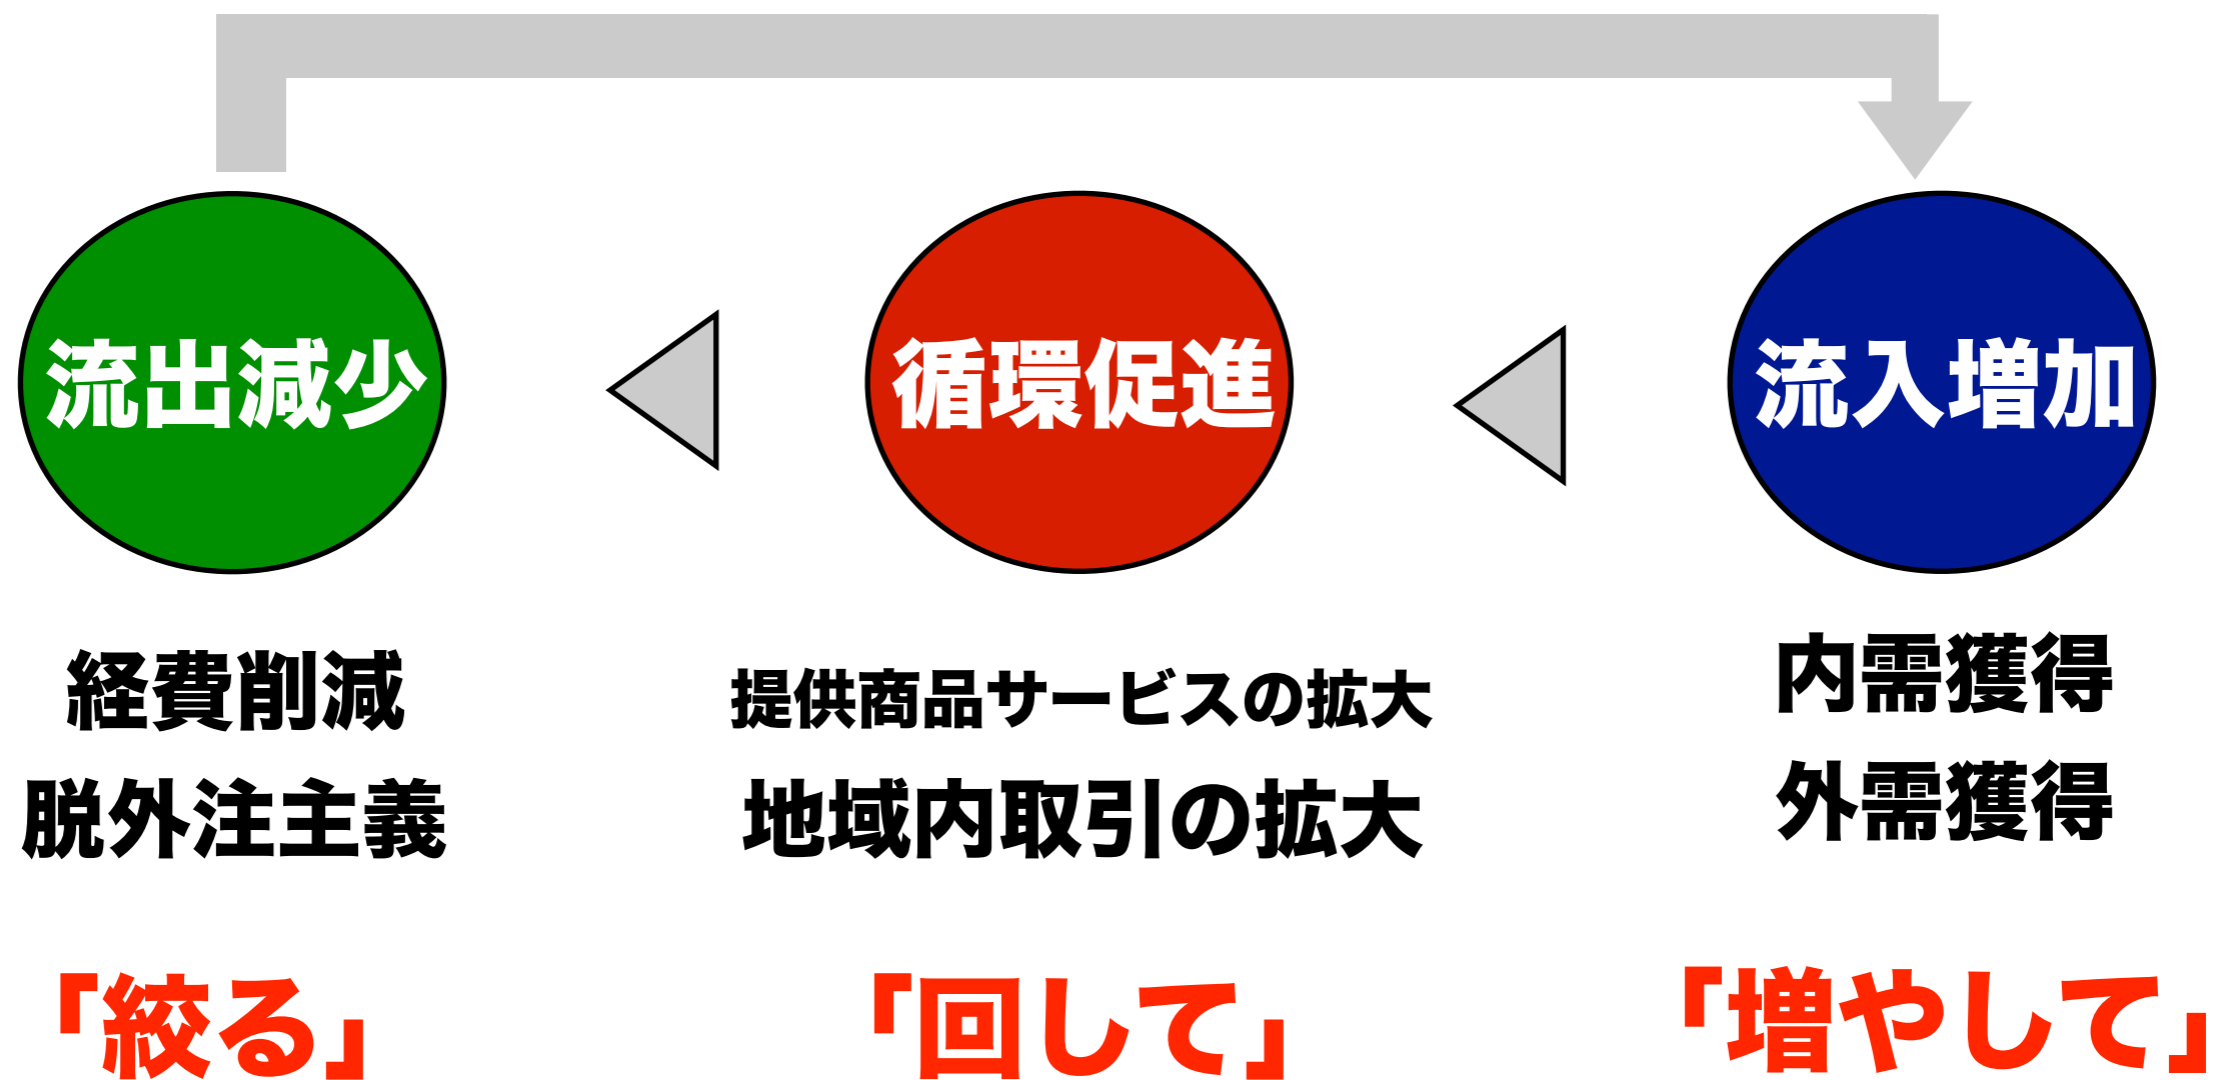 流出減少
循環促進
流入増加
経費削減
脱外注主義
提供商品サービスの拡大
地域内取引の拡大
内需獲得
外需獲得
「絞る」
「回して」
「増やして」